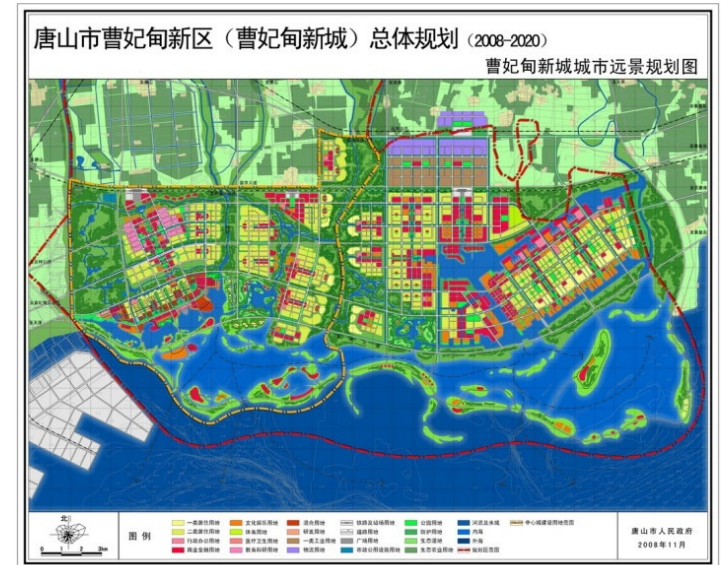 唐山市曹妃甸新区（曹妃甸新城）总体规划（2008-2020）
曹妃甸新城城市远景规划图
北
0 1 2 3km
图例
一类居住用地
二类居住用地
行政办公用地
商业金融用地
文化娱乐用地
体育用地
医疗卫生用地
教育科研用地
混合用地
研发用地
一类工业用地
物流用地
铁路及站场用地
道路用地
广场用地
市政公用设施用地
公园用地
防护用地
生态湿地
生态农业用地
河流及水域
内海
外海
规划区范围
中心城建设用地范围
唐山市人民政府
2008年11月